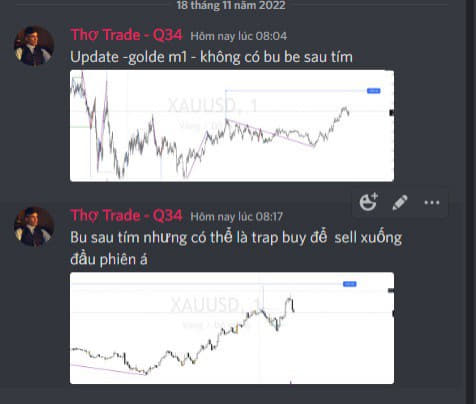 18 tháng 11 năm 2022
Thợ Trade - Q34 Hôm nay lúc 08:04
Update -golde m1 - không có bu be sau tím
XAUUSD, 1
Thợ Trade - Q34 Hôm nay lúc 08:17
Bu sau tím nhưng có thể là trap buy để sell xuống
đầu phiên á
XAUUSD, 1